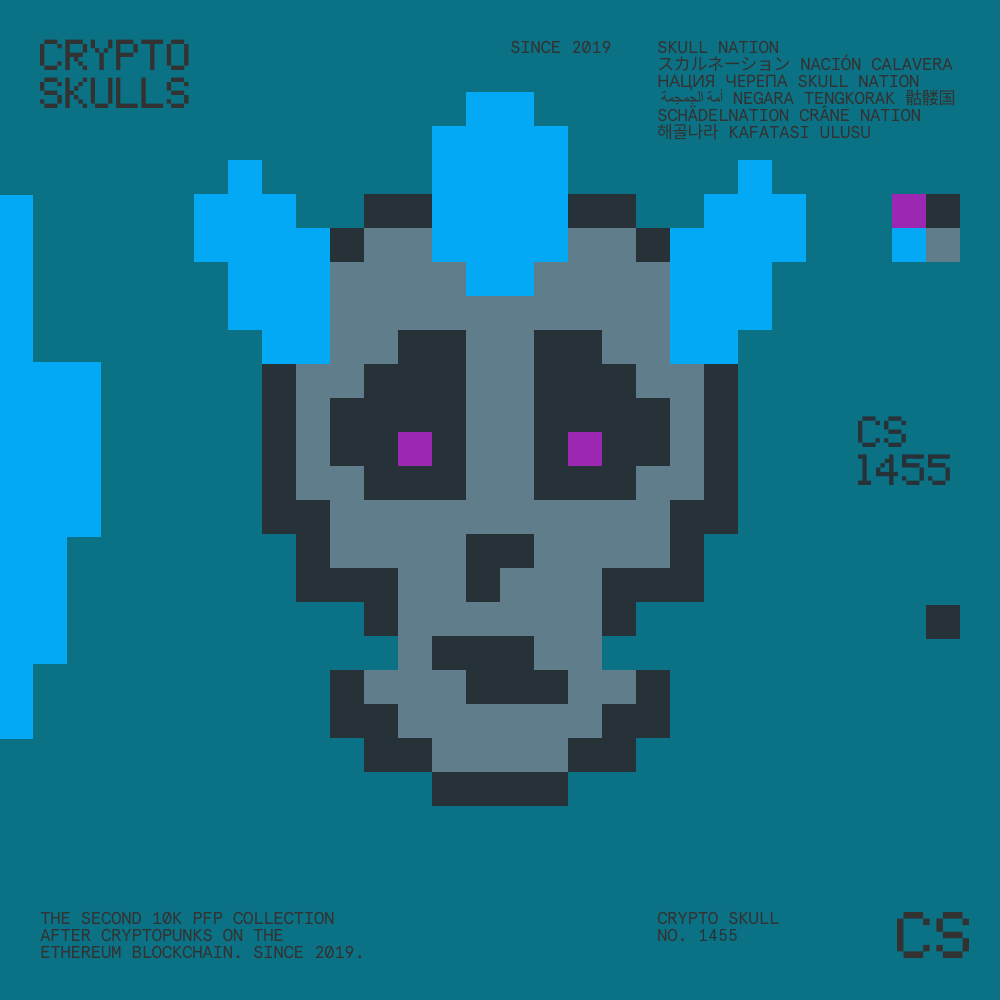 CRYPTO
SKULLS
SINCE 2019
SKULL NATION
スカルネーション NACIÓN CALAVERA
НАЦИЯ ЧЕРЕПА SKULL NATION
أمة الجمجمة NEGARA TENGKORAK 骷髅国
SCHÄDELNATION CRÂNE NATION
해골나라 KAFATASI ULUSU
CS
1455
THE SECOND 10K PFP COLLECTION
AFTER CRYPTOPUNKS ON THE
ETHEREUM BLOCKCHAIN. SINCE 2019.
CRYPTO SKULL
NO. 1455
CS